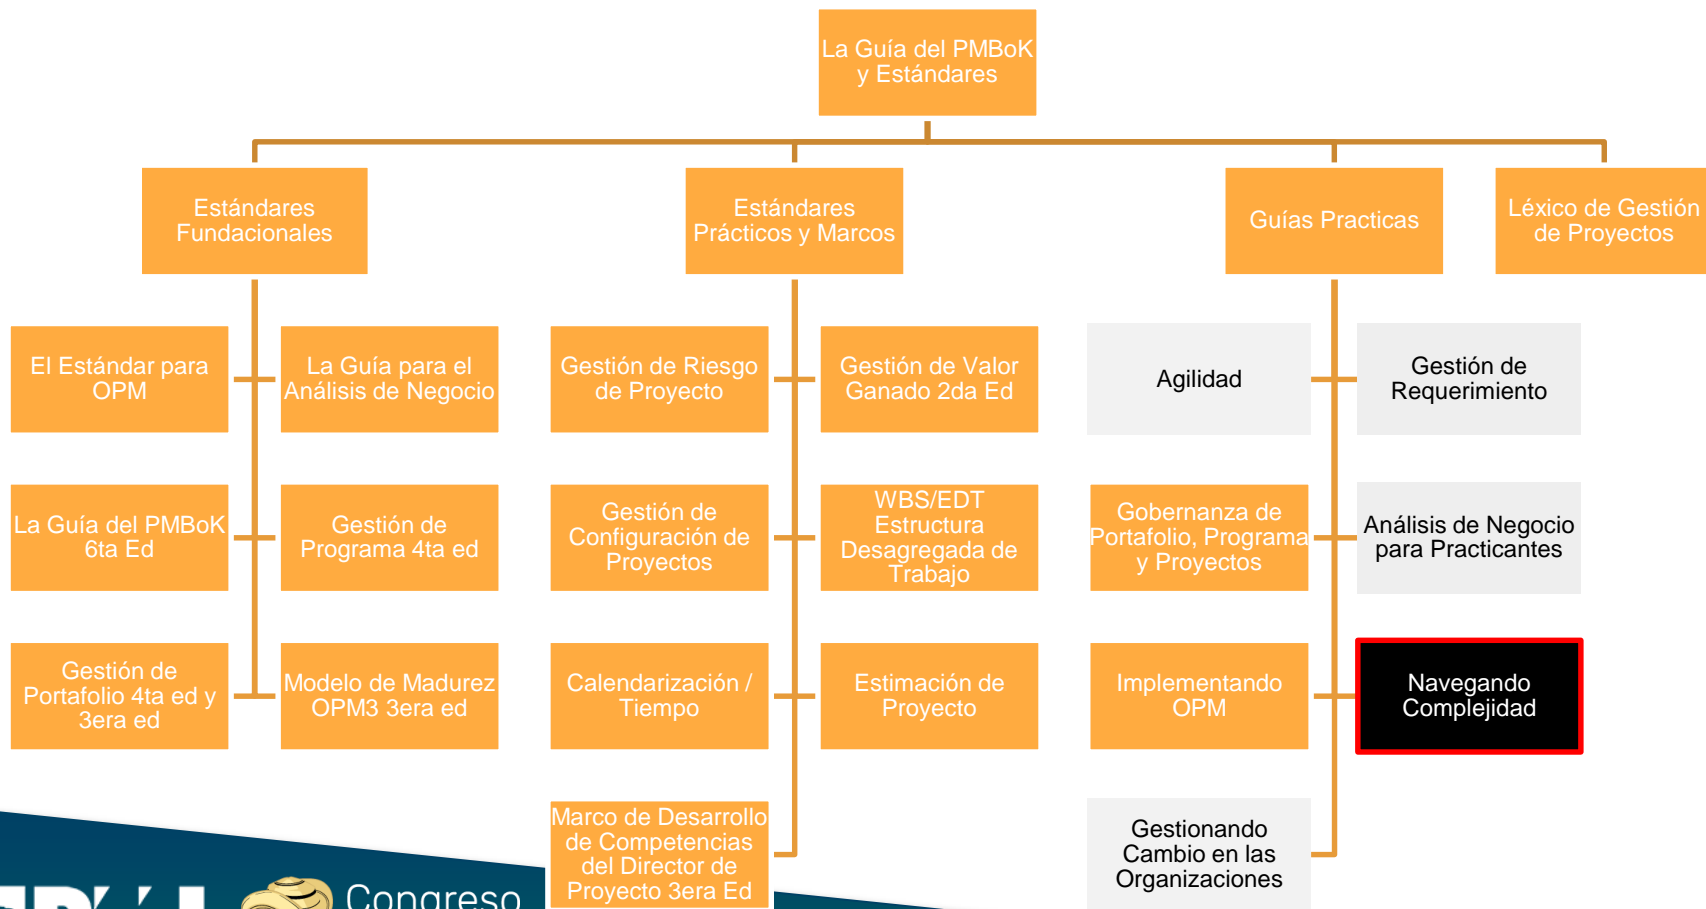 La Guía del PMBoK
y Estándares
Estándares
Fundacionales
Estándares
Prácticos y Marcos
Guías Practicas
Léxico de Gestión
de Proyectos
El Estándar para
OPM
La Guía para el
Análisis de Negocio
Gestión de Riesgo
de Proyecto
Gestión de Valor
Ganado 2da Ed
Agilidad
Gestión de
Requerimiento
La Guía del PMBoK
6ta Ed
Gestión de
Programa 4ta ed
Gestión de
Configuración de
Proyectos
WBS/EDT
Estructura
Desagregada de
Trabajo
Gobernanza de
Portafolio, Programa
y Proyectos
Análisis de Negocio
para Practicantes
Gestión de
Portafolio 4ta ed y
3era ed
Modelo de Madurez
OPM3 3era ed
Calendarización /
Tiempo
Estimación de
Proyecto
Implementando
OPM
Navegando
Complejidad
Marco de Desarrollo
de Competencias
del Director de
Proyecto 3era Ed
Gestionando
Cambio en las
Organizaciones
Congreso